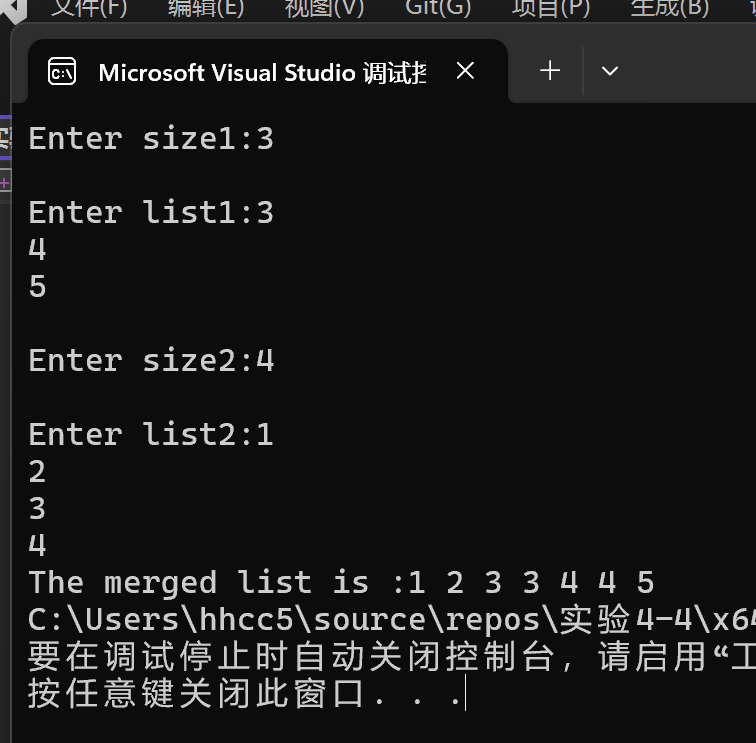 文件(F) 编辑(E) 视图(V) Git(G) 项目(P) 生成(B)
Microsoft Visual Studio 调试控
Enter size1:3
Enter list1:3
4
5
Enter size2:4
Enter list2:1
2
3
4
The merged list is :1 2 3 3 4 4 5
C:\Users\hhcc5\source\repos\实验4-4\x64
要在调试停止时自动关闭控制台，请启用“工
按任意键关闭此窗口. . .